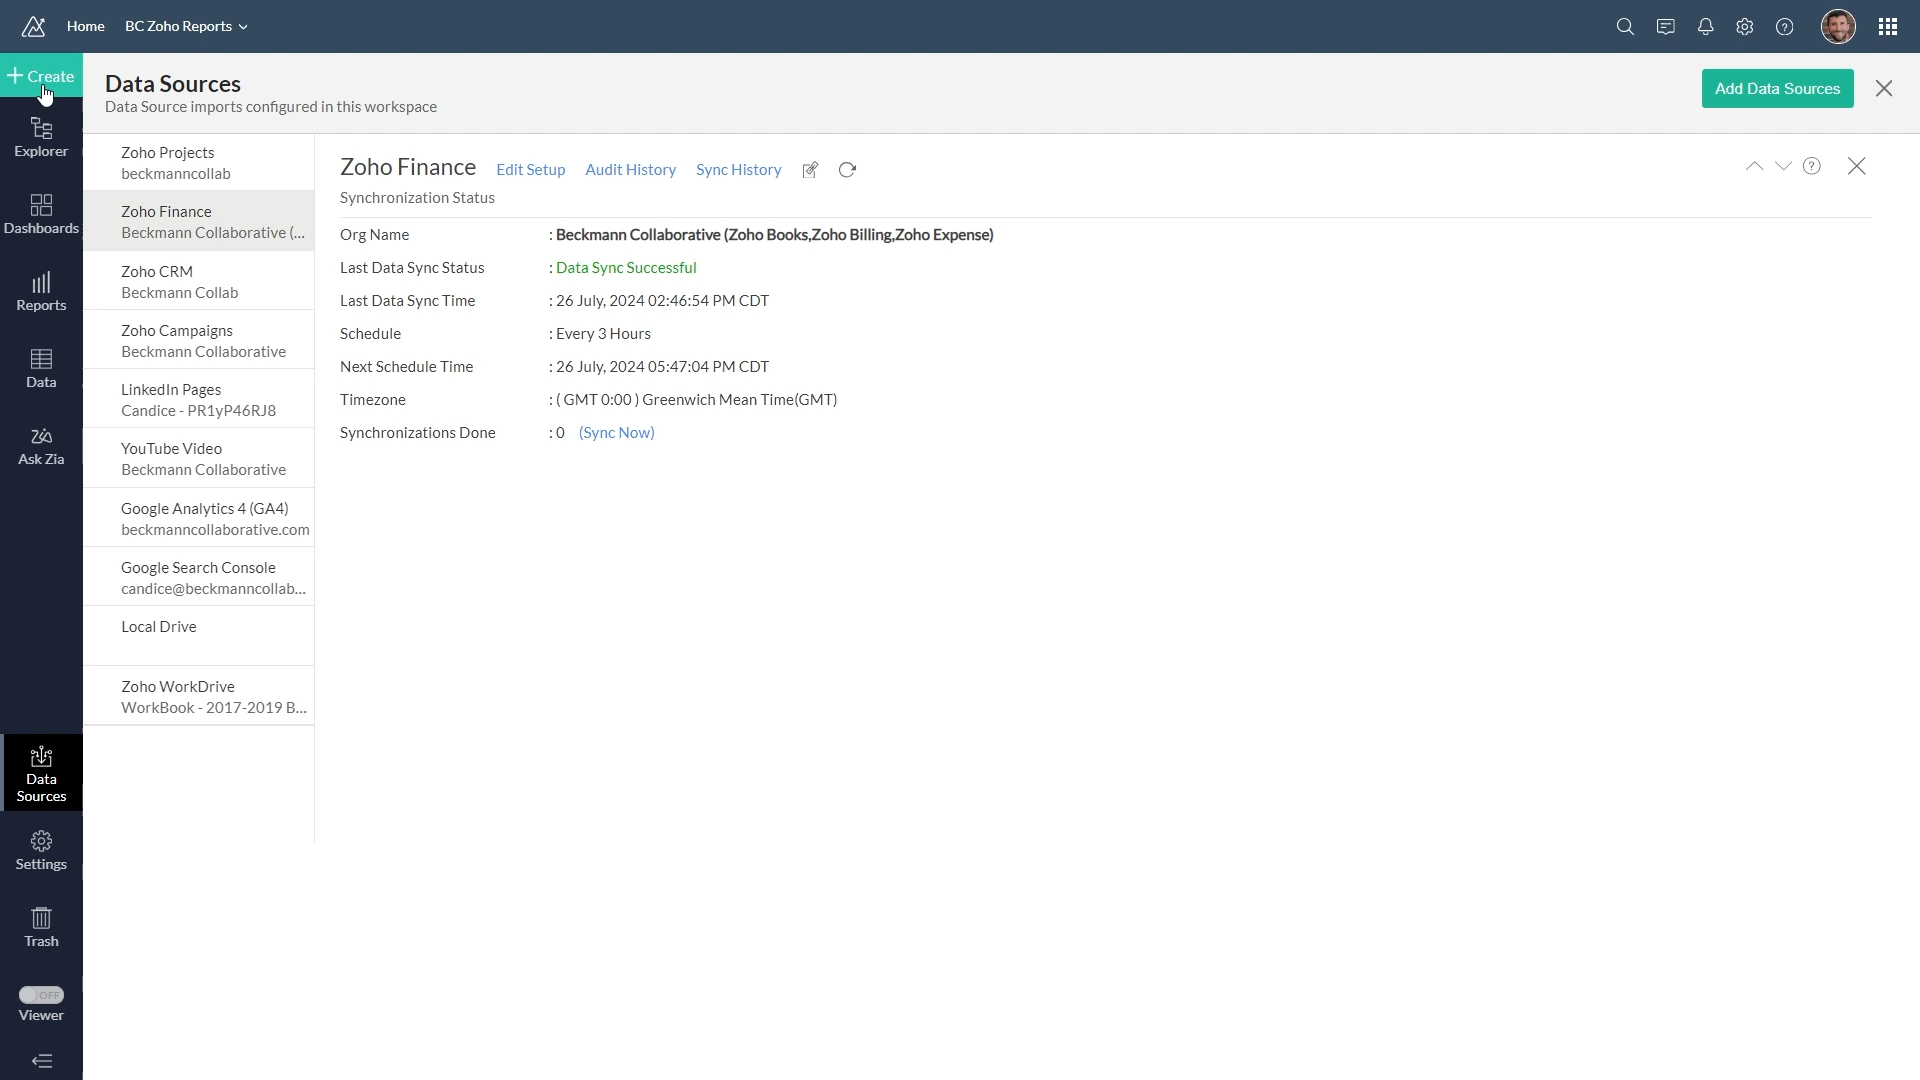 Home
BC Zoho Reports
Create
Data Sources
Data Source imports configured in this workspace
Add Data Sources
Explorer
Dashboards
Reports
Data
Ask Zia
Data
Sources
Settings
Trash
OFF
Viewer
Zoho Projects
beckmanncollab
Zoho Finance
Beckmann Collaborative (...
Zoho CRM
Beckmann Collab
Zoho Campaigns
Beckmann Collaborative
LinkedIn Pages
Candice - PR1yP46RJ8
YouTube Video
Beckmann Collaborative
Google Analytics 4 (GA4)
beckmanncollaborative.com
Google Search Console
candice@beckmanncollab...
Local Drive
Zoho WorkDrive
WorkBook - 2017-2019 B...
Zoho Finance Edit Setup Audit History Sync History
Synchronization Status
Org Name : Beckmann Collaborative (Zoho Books,Zoho Billing,Zoho Expense)
Last Data Sync Status : Data Sync Successful
Last Data Sync Time : 26 July, 2024 02:46:54 PM CDT
Schedule : Every 3 Hours
Next Schedule Time : 26 July, 2024 05:47:04 PM CDT
Timezone : ( GMT 0:00 ) Greenwich Mean Time(GMT)
Synchronizations Done : 0 (Sync Now)